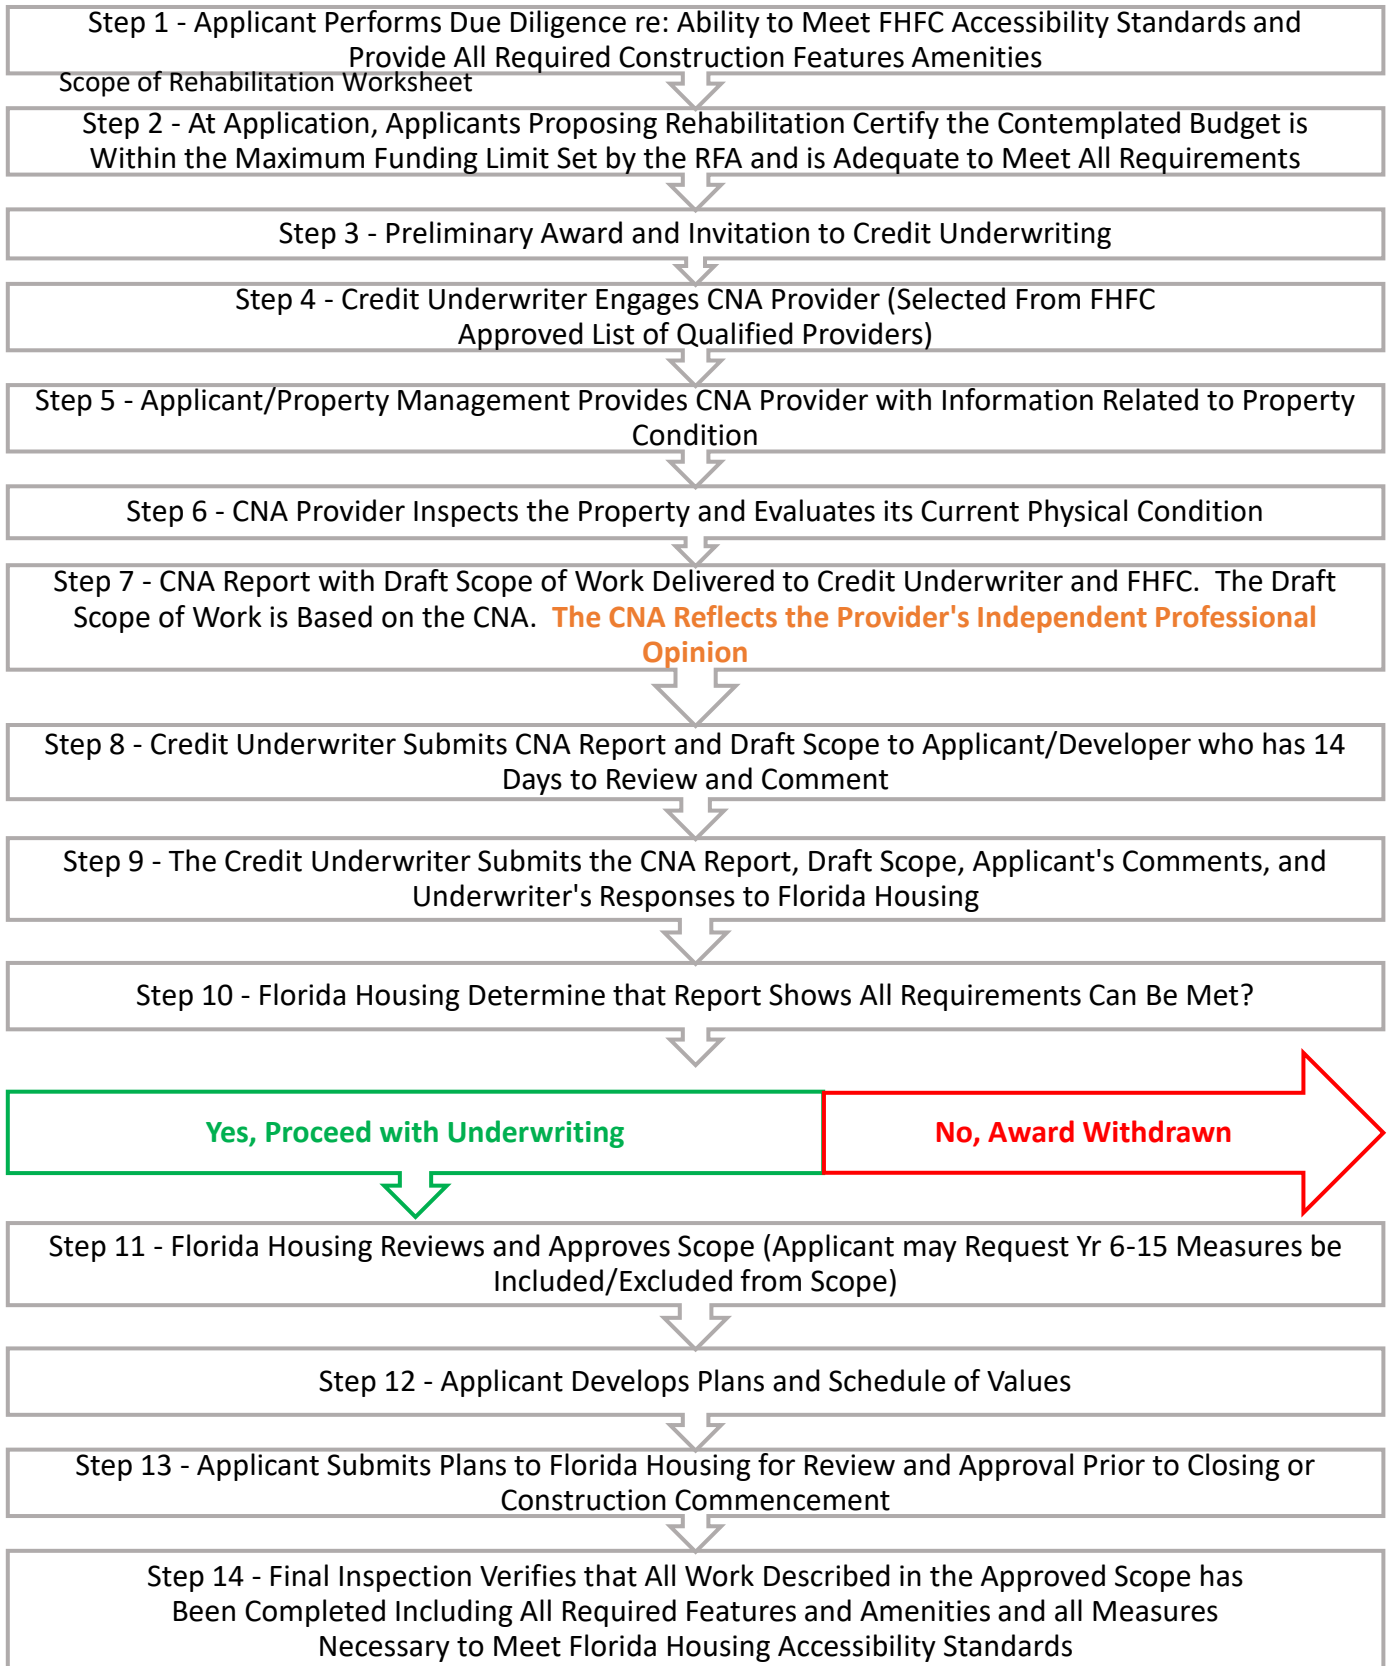 Step 1 - Applicant Performs Due Diligence re: Ability to Meet FHFC Accessibility Standards and
Provide All Required Construction Features Amenities
Scope of Rehabilitation Worksheet
Step 2 - At Application, Applicants Proposing Rehabilitation Certify the Contemplated Budget is
Within the Maximum Funding Limit Set by the RFA and is Adequate to Meet All Requirements
Step 3 - Preliminary Award and Invitation to Credit Underwriting
Step 4 - Credit Underwriter Engages CNA Provider (Selected From FHFC
Approved List of Qualified Providers)
Step 5 - Applicant/Property Management Provides CNA Provider with Information Related to Property
Condition
Step 6 - CNA Provider Inspects the Property and Evaluates its Current Physical Condition
Step 7 - CNA Report with Draft Scope of Work Delivered to Credit Underwriter and FHFC.  The Draft
Scope of Work is Based on the CNA.  The CNA Reflects the Provider's Independent Professional
Opinion
Step 8 - Credit Underwriter Submits CNA Report and Draft Scope to Applicant/Developer who has 14
Days to Review and Comment
Step 9 - The Credit Underwriter Submits the CNA Report, Draft Scope, Applicant's Comments, and
Underwriter's Responses to Florida Housing
Step 10 - Florida Housing Determine that Report Shows All Requirements Can Be Met?
Yes, Proceed with Underwriting
No, Award Withdrawn
Step 11 - Florida Housing Reviews and Approves Scope (Applicant may Request Yr 6-15 Measures be
Included/Excluded from Scope)
Step 12 - Applicant Develops Plans and Schedule of Values
Step 13 - Applicant Submits Plans to Florida Housing for Review and Approval Prior to Closing or
Construction Commencement
Step 14 - Final Inspection Verifies that All Work Described in the Approved Scope has
Been Completed Including All Required Features and Amenities and all Measures
Necessary to Meet Florida Housing Accessibility Standards